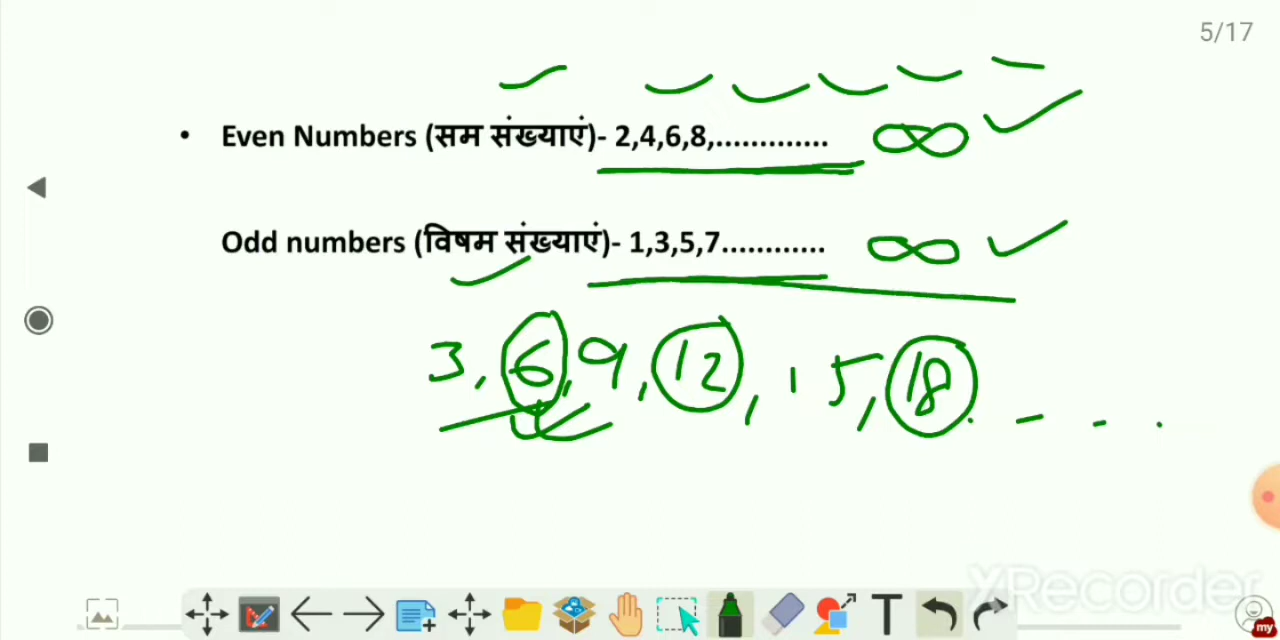 5/17
• Even Numbers (सम संख्याएं)- 2,4,6,8,............. ∞
Odd numbers (विषम संख्याएं)- 1,3,5,7............ ∞
3, 6, 9, 12, 15, 18. - - .
T
XRecorder
my